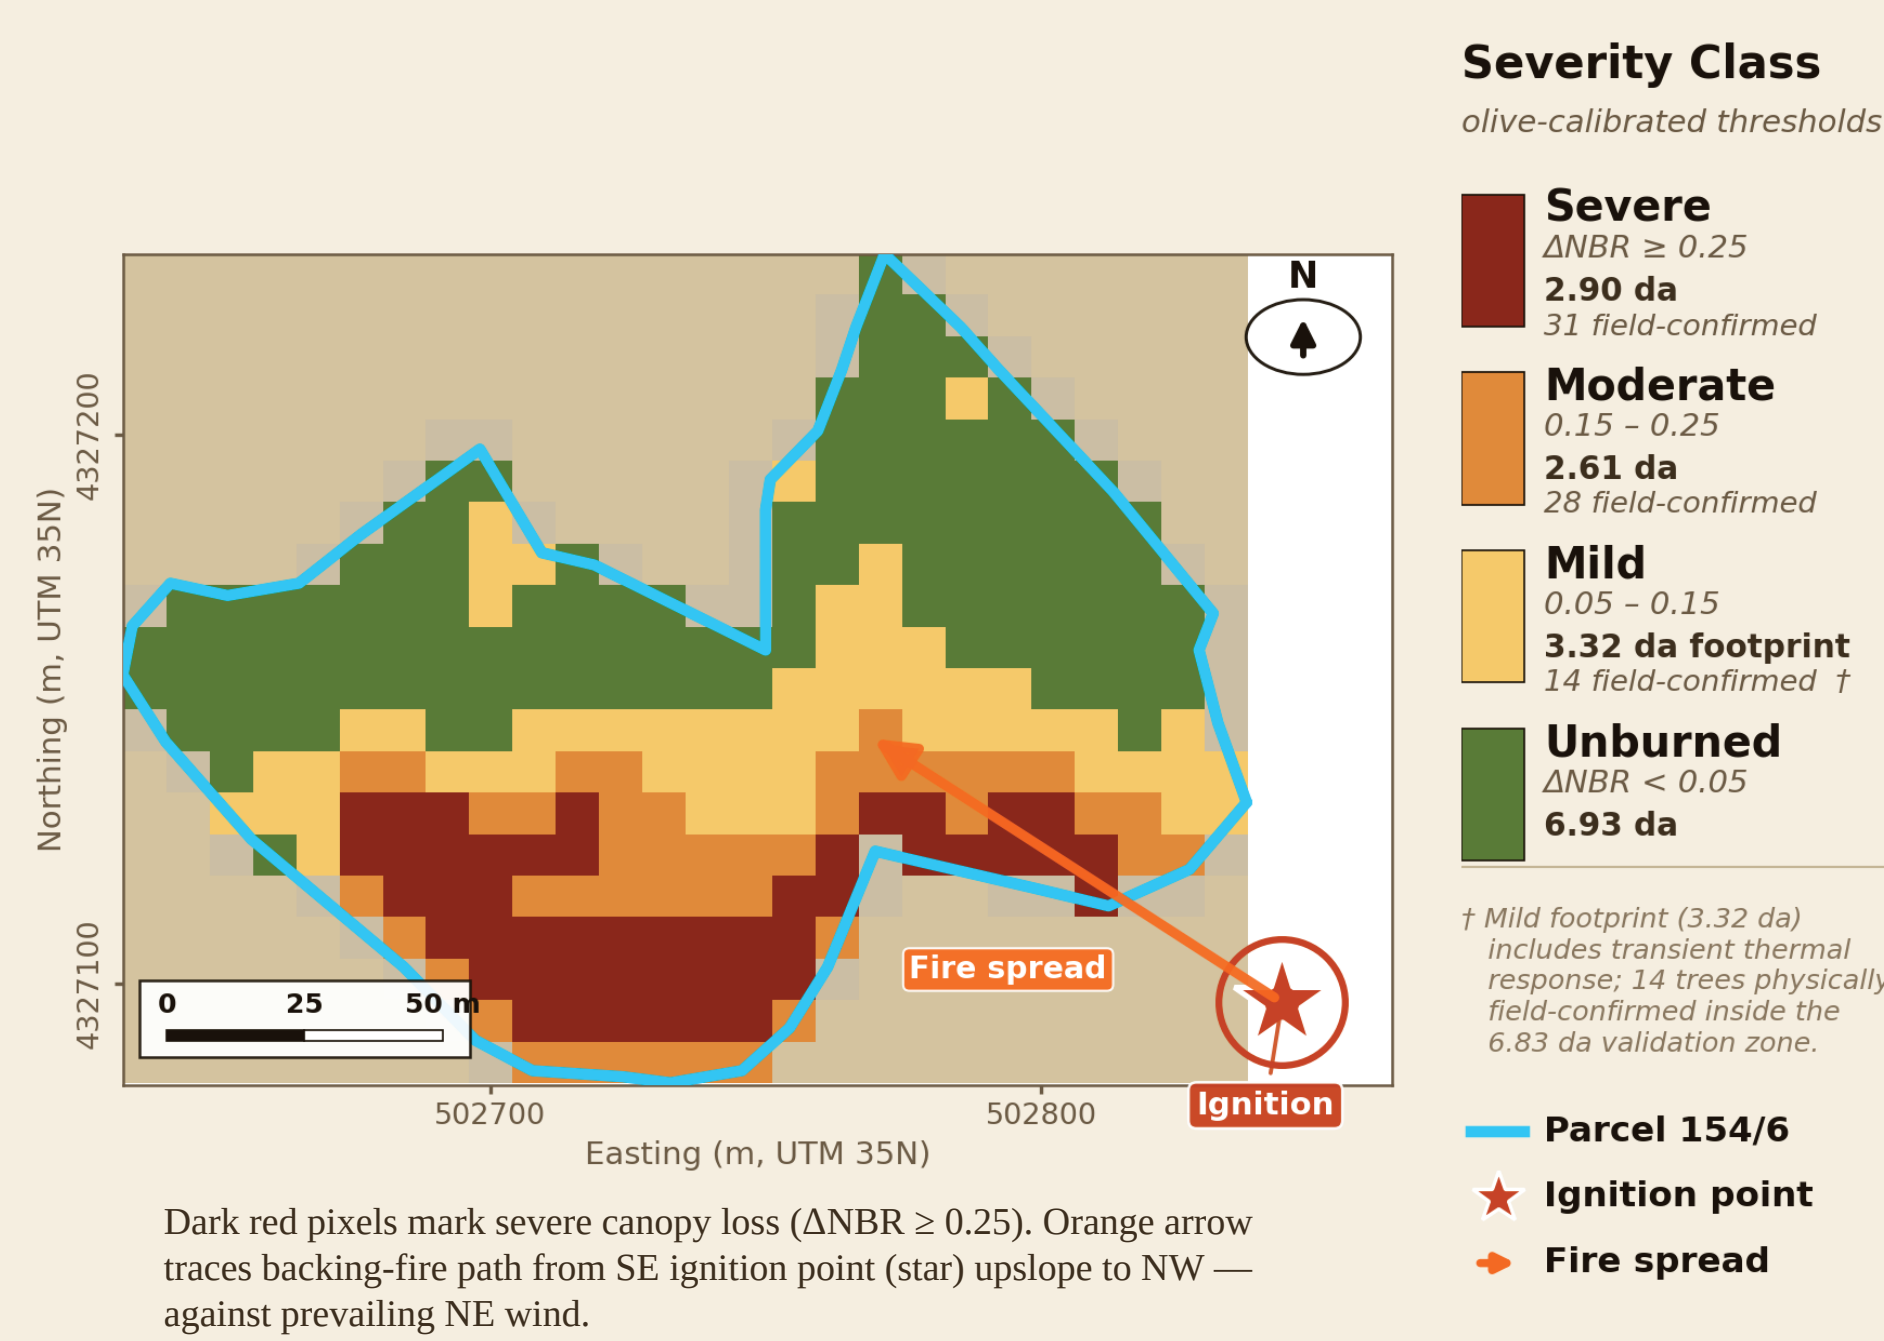 Severity Class
olive-calibrated thresholds
Severe
ΔNBR ≥ 0.25
2.90 da
31 field-confirmed
Moderate
0.15 – 0.25
2.61 da
28 field-confirmed
Mild
0.05 – 0.15
3.32 da footprint
14 field-confirmed †
Unburned
ΔNBR < 0.05
6.93 da
† Mild footprint (3.32 da)
includes transient thermal
response; 14 trees physically
field-confirmed inside the
6.83 da validation zone.
Parcel 154/6
Ignition point
Fire spread
N
4327200
4327100
Northing (m, UTM 35N)
0 25 50 m
Fire spread
Ignition
502700 502800
Easting (m, UTM 35N)
Dark red pixels mark severe canopy loss (ΔNBR ≥ 0.25). Orange arrow
traces backing-fire path from SE ignition point (star) upslope to NW —
against prevailing NE wind.